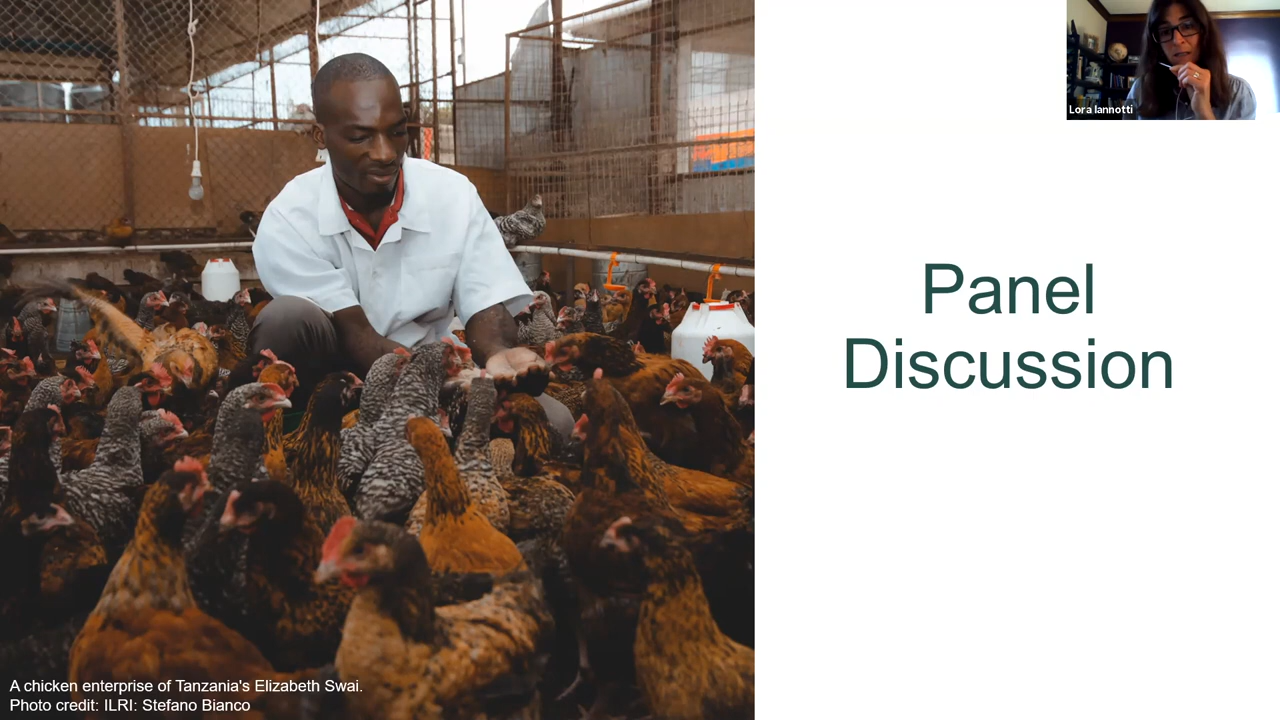 Lora Iannotti
Panel
Discussion
A chicken enterprise of Tanzania's Elizabeth Swai.
Photo credit: ILRI: Stefano Bianco